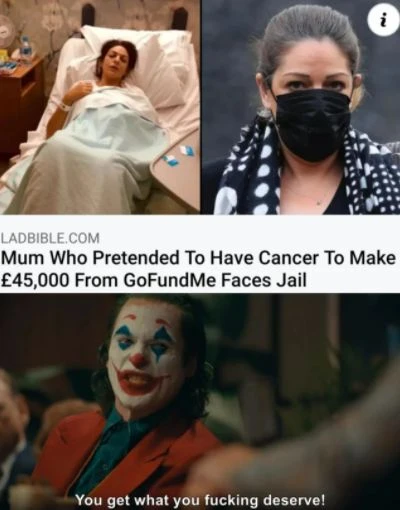 i
LADBIBLE.COM
Mum Who Pretended To Have Cancer To Make
£45,000 From GoFundMe Faces Jail
You get what you fucking deserve!